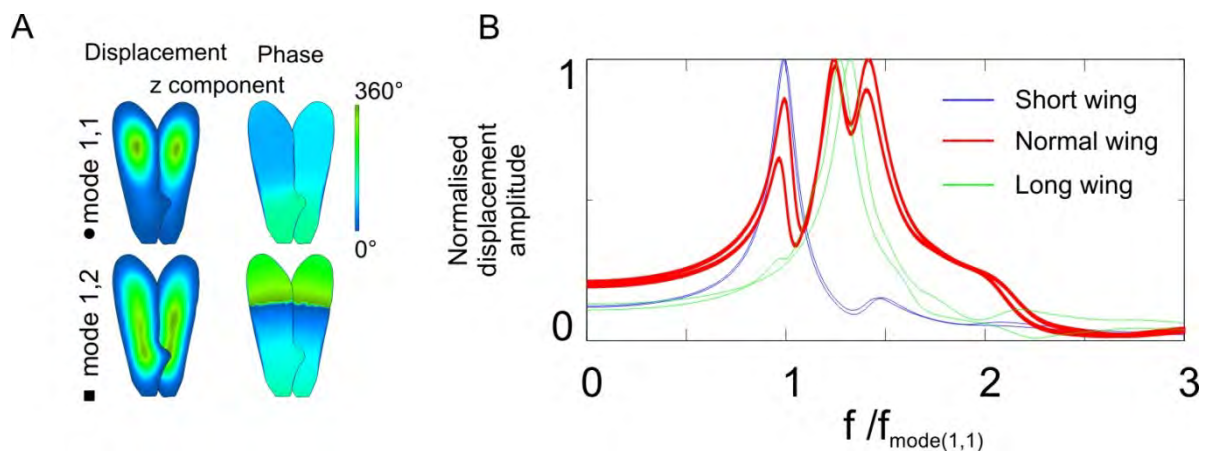 A
Displacement Phase
z component
360°
0°
● mode 1,1
■ mode 1,2
B
Normalised
displacement
amplitude
1
0
Short wing
Normal wing
Long wing
0 1 2 3
f /fmode(1,1)